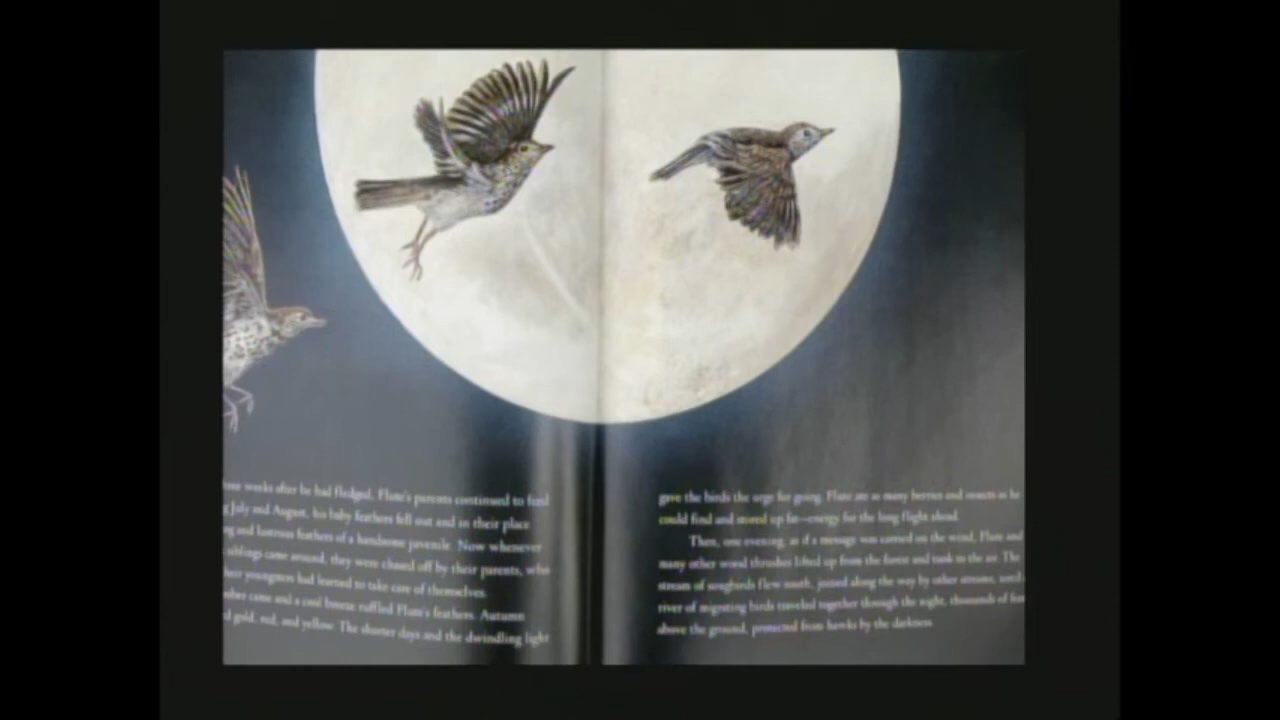 weeks after he had fledged, Flute's parents continued to feed
July and August, his baby feathers fell out and in their place
and lustrous feathers of a handsome juvenile. Now whenever
siblings came around, they were chased off by their parents, who
youngsters had learned to take care of themselves.
came and a cool breeze ruffled Flute's feathers. Autumn
gold, red, and yellow. The shorter days and the dwindling light
gave the birds the urge for going. Flute ate as many berries and insects as he
could find and stored up fat—energy for the long flight ahead.
Then, one evening, as if a message was carried on the wind, Flute and
many other wood thrushes lifted up from the forest and took to the air. The
stream of songbirds flew south, joined along the way by other streams, until
river of migrating birds traveled together through the night, thousands of feet
above the ground, protected from hawks by the darkness.